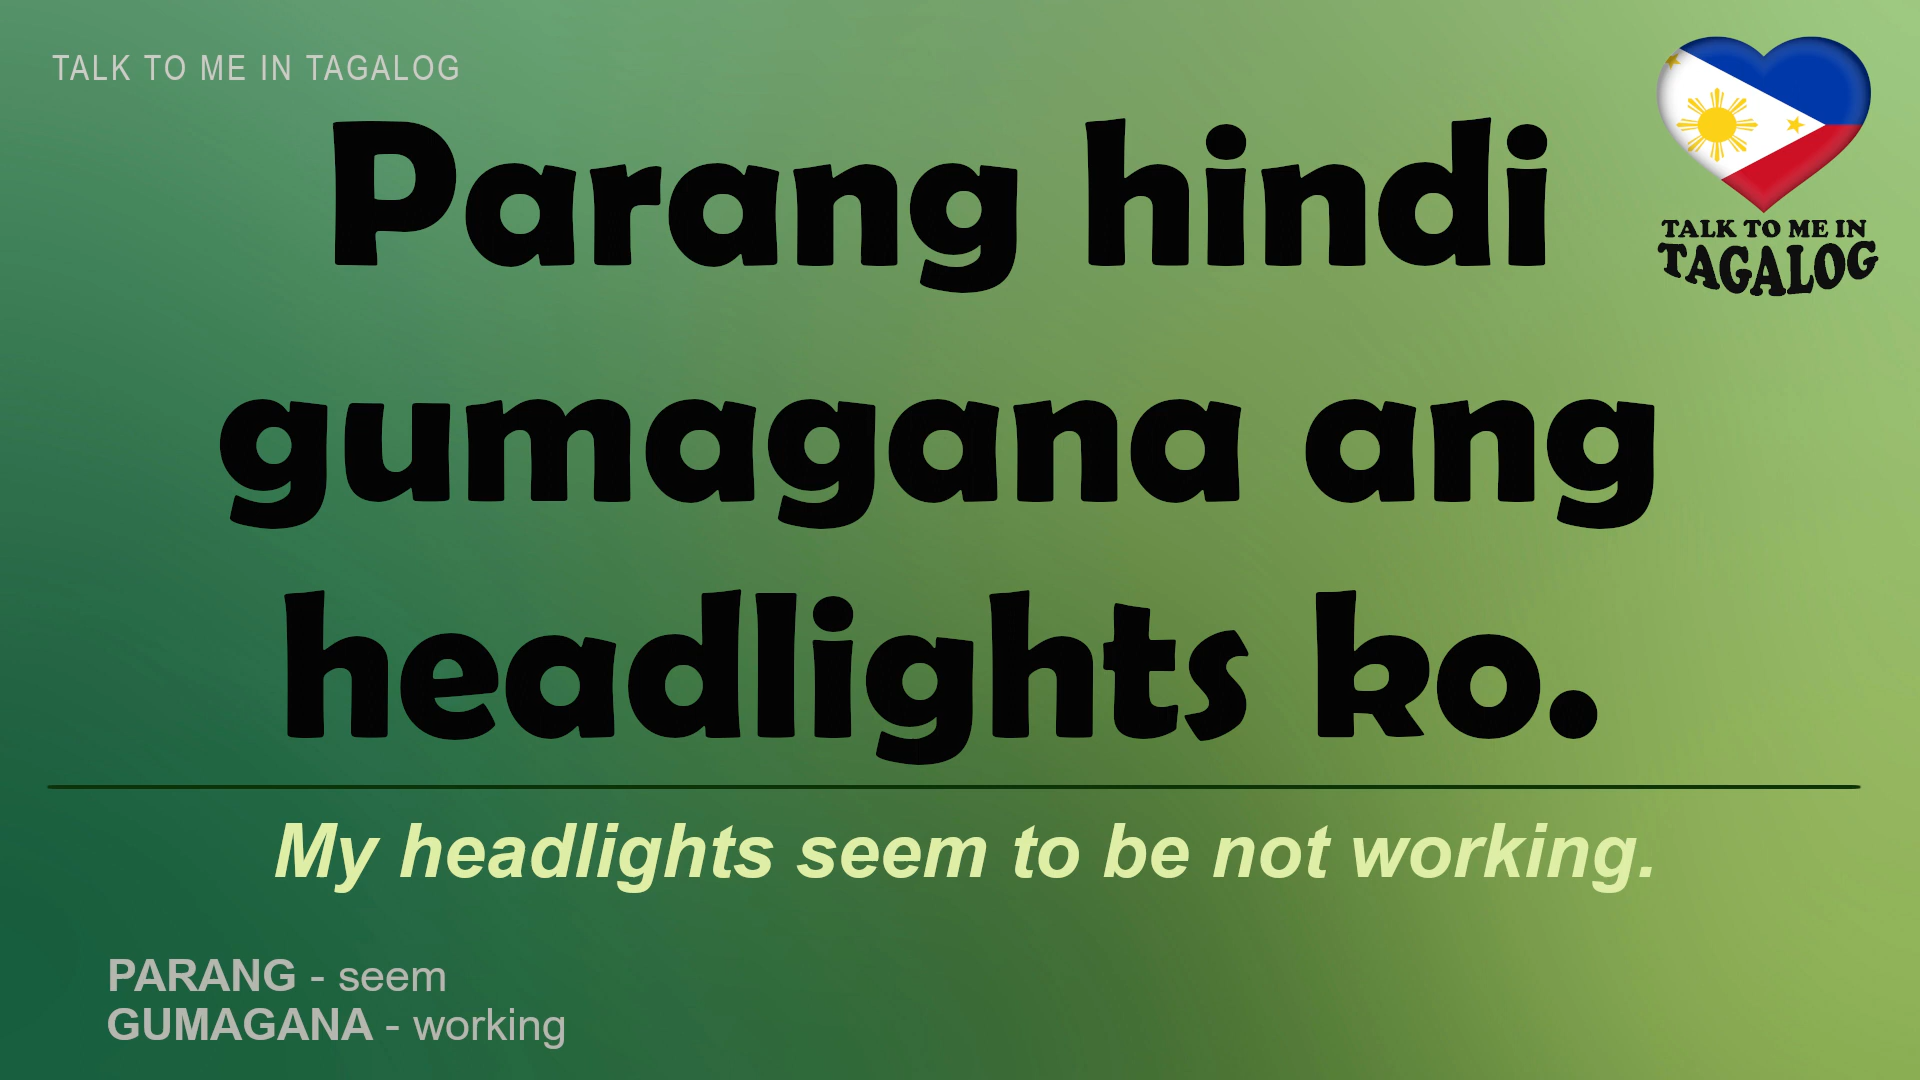 TALK TO ME IN TAGALOG
Parang hindi
gumagana ang
headlights ko.
TALK TO ME IN
TAGALOG
My headlights seem to be not working.
PARANG - seem
GUMAGANA - working